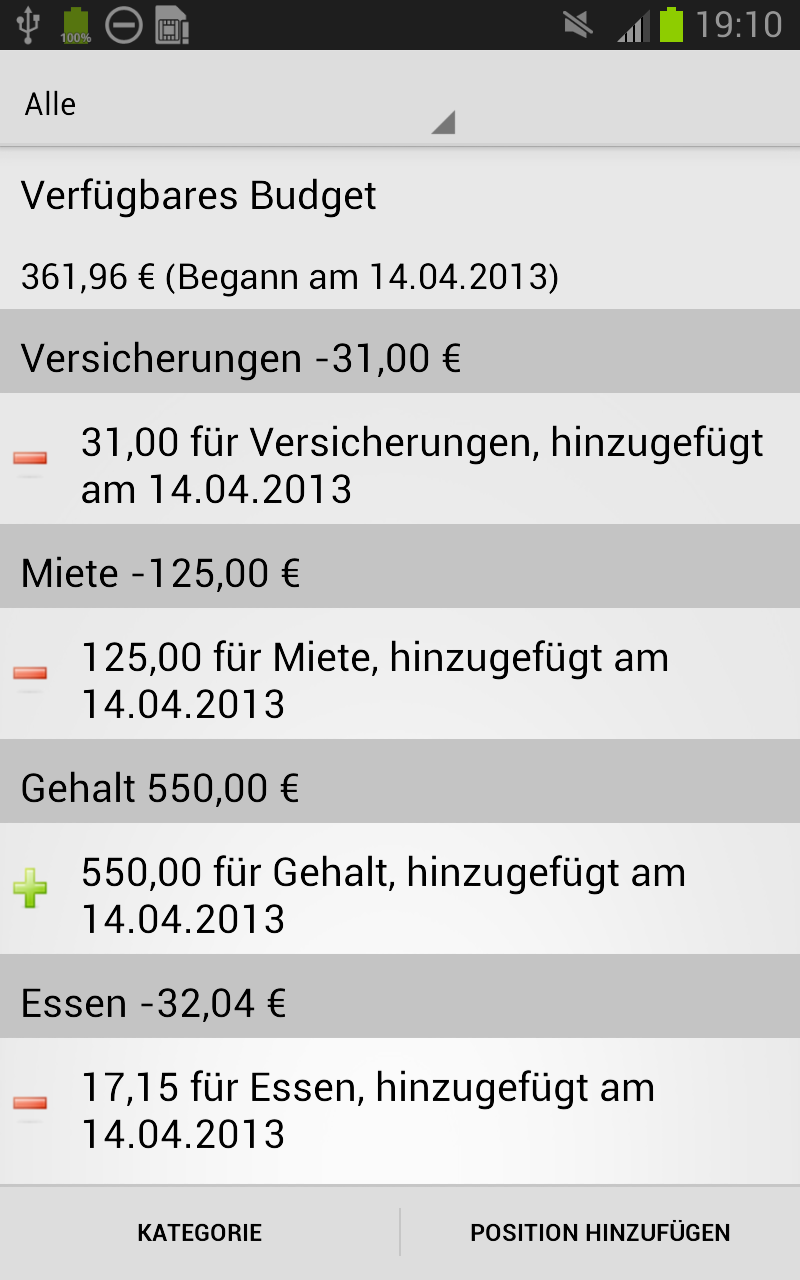 100%
19:10
Alle
Verfügbares Budget
361,96 € (Begann am 14.04.2013)
Versicherungen -31,00 €
31,00 für Versicherungen, hinzugefügt
am 14.04.2013
Miete -125,00 €
125,00 für Miete, hinzugefügt am
14.04.2013
Gehalt 550,00 €
550,00 für Gehalt, hinzugefügt am
14.04.2013
Essen -32,04 €
17,15 für Essen, hinzugefügt am
14.04.2013
KATEGORIE
POSITION HINZUFÜGEN